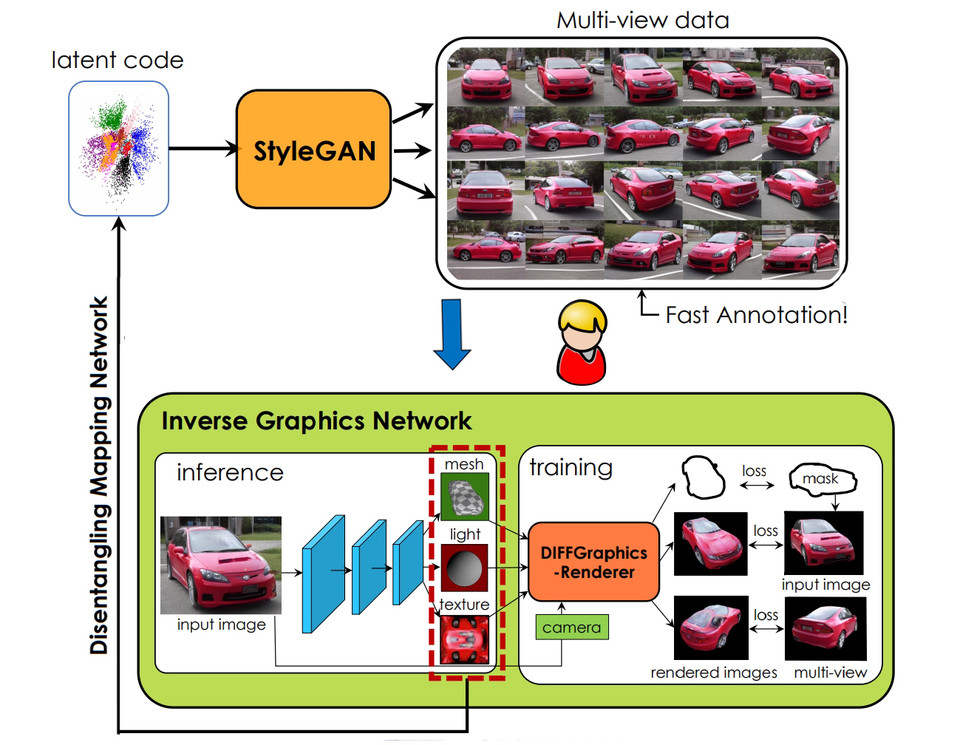 Multi-view data
latent code
StyleGAN
Fast Annotation!
Disentangling Mapping Network
Inverse Graphics Network
inference
mesh
light
texture
input image
training
DIFFGraphics
-Renderer
camera
loss
mask
loss
input image
loss
rendered images
multi-view